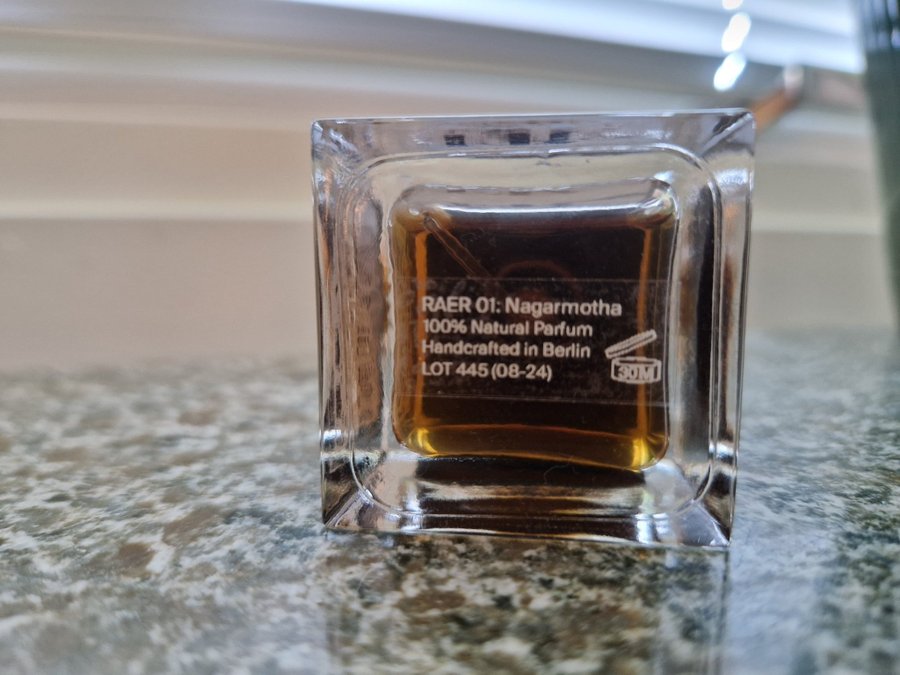 RAER 01: Nagarmotha
100% Natural Parfum
Handcrafted in Berlin
LOT 445 (08-24)
30M